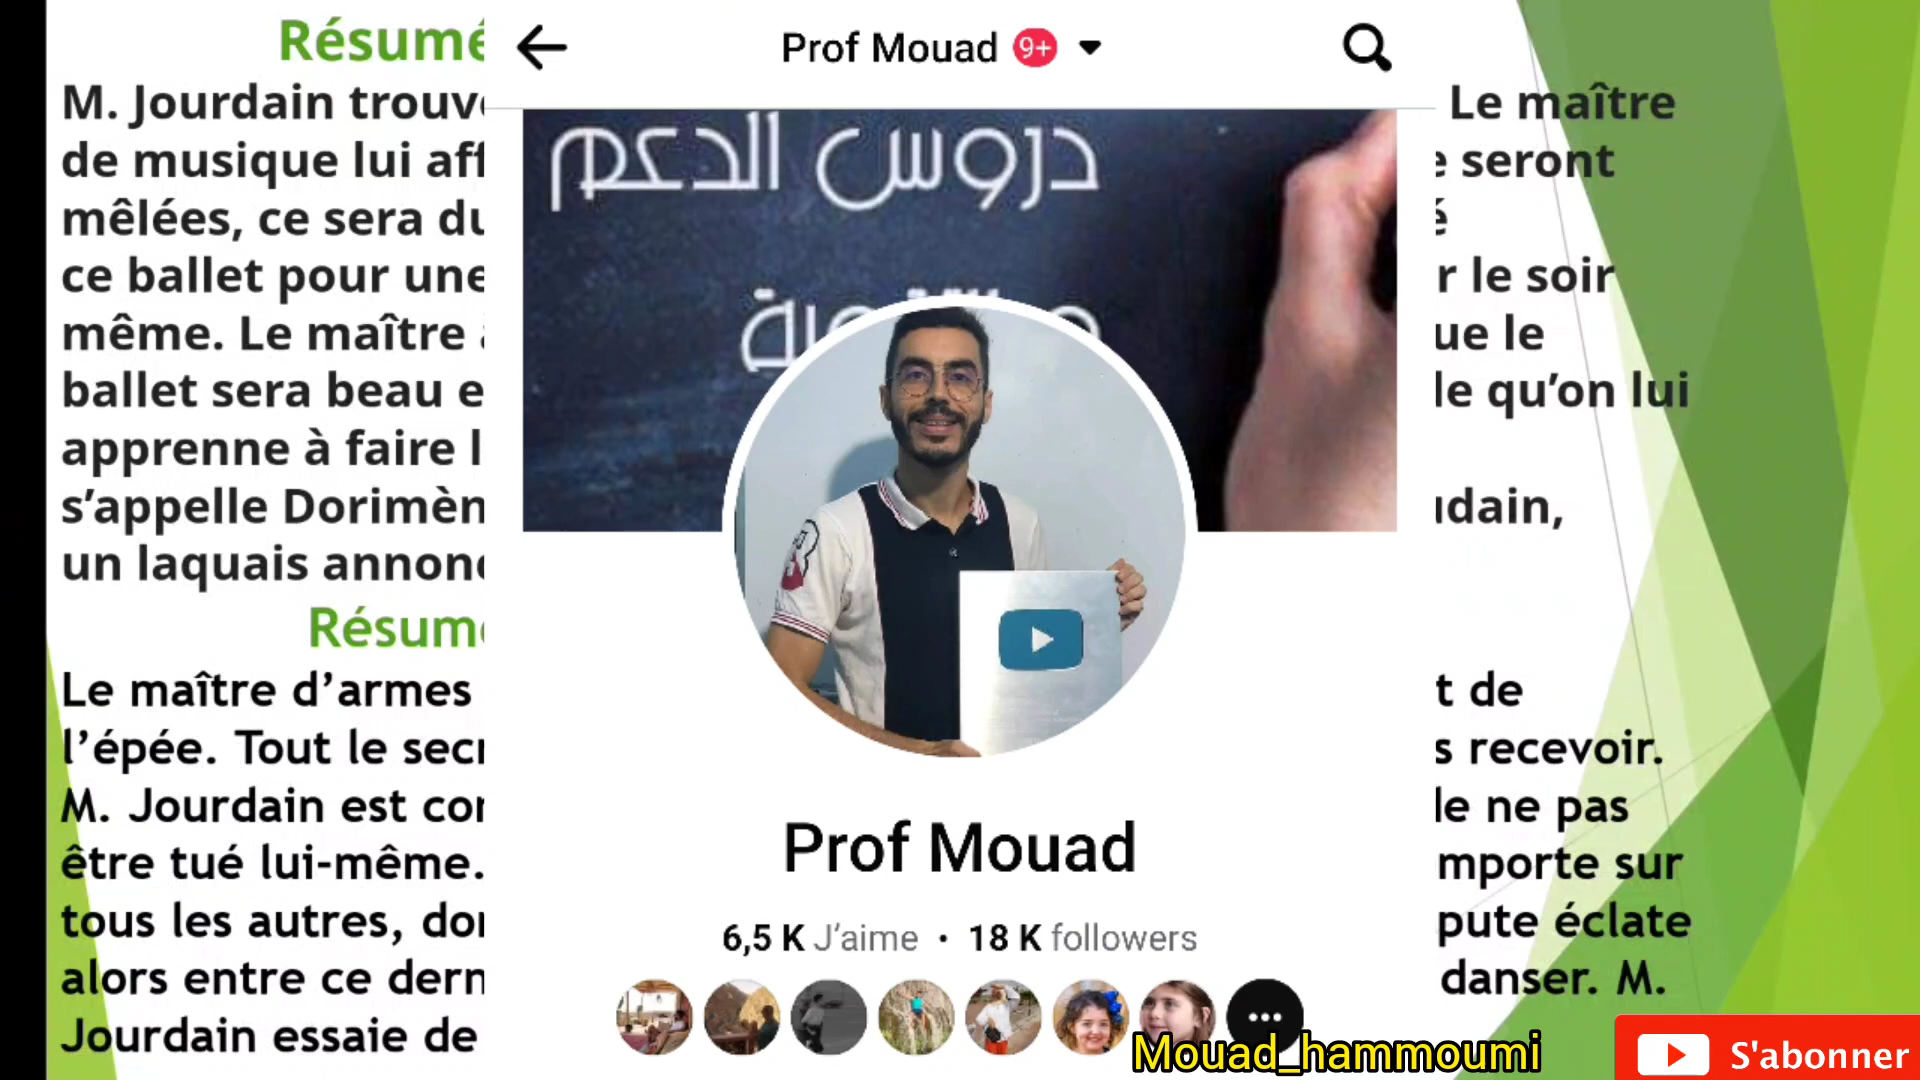 Résumé
M. Jourdain trouv
de musique lui aff
mêlées, ce sera du
ce ballet pour une
même. Le maître
ballet sera beau e
apprenne à faire l
s’appelle Dorimèn
un laquais annon
Résum
Le maître d’armes
l’épée. Tout le sec
M. Jourdain est co
être tué lui-même.
tous les autres, do
alors entre ce dern
Jourdain essaie de
Prof Mouad 9+
دروس الدعم
Prof Mouad
6,5 K J’aime • 18 K followers
Le maître
seront
é
r le soir
ue le
le qu’on lui
udain,
t de
s recevoir.
le ne pas
mporte sur
pute éclate
danser. M.
Mouad_hammoumi
S'abonner